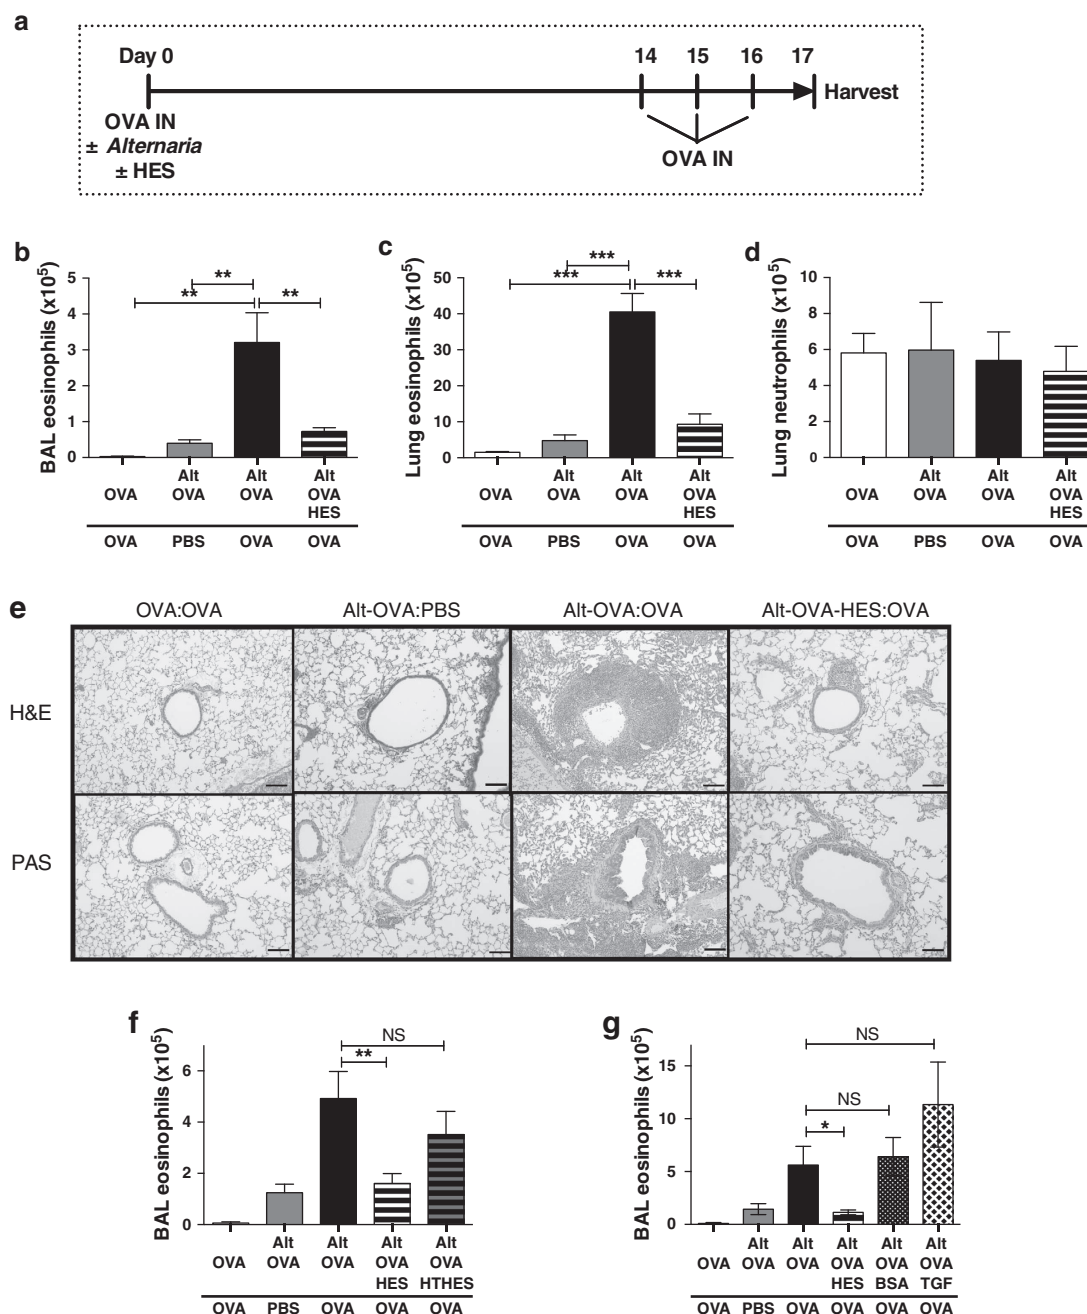 a
Day 0 14 15 16 17
Harvest
OVA IN
± Alternaria
± HES
OVA IN
b
BAL eosinophils (x10⁵)
5
4
3
2
1
0
** ** **
Alt Alt Alt
OVA OVA OVA OVA
HES
OVA PBS OVA OVA
c
Lung eosinophils (x10⁵)
50
40
30
20
10
0
*** *** ***
Alt Alt Alt
OVA OVA OVA OVA
HES
OVA PBS OVA OVA
d
Lung neutrophils (x10⁵)
10
8
6
4
2
0
Alt Alt Alt
OVA OVA OVA OVA
HES
OVA PBS OVA OVA
e
OVA:OVA Alt-OVA:PBS Alt-OVA:OVA Alt-OVA-HES:OVA
H&E
PAS
f
BAL eosinophils (x10⁵)
6
4
2
0
NS
**
Alt Alt Alt Alt
OVA OVA OVA OVA OVA
HES HTHES
OVA PBS OVA OVA OVA
g
BAL eosinophils (x10⁵)
15
10
5
0
NS
NS
*
Alt Alt Alt Alt Alt
OVA OVA OVA OVA OVA OVA
HES BSA TGF
OVA PBS OVA OVA OVA OVA